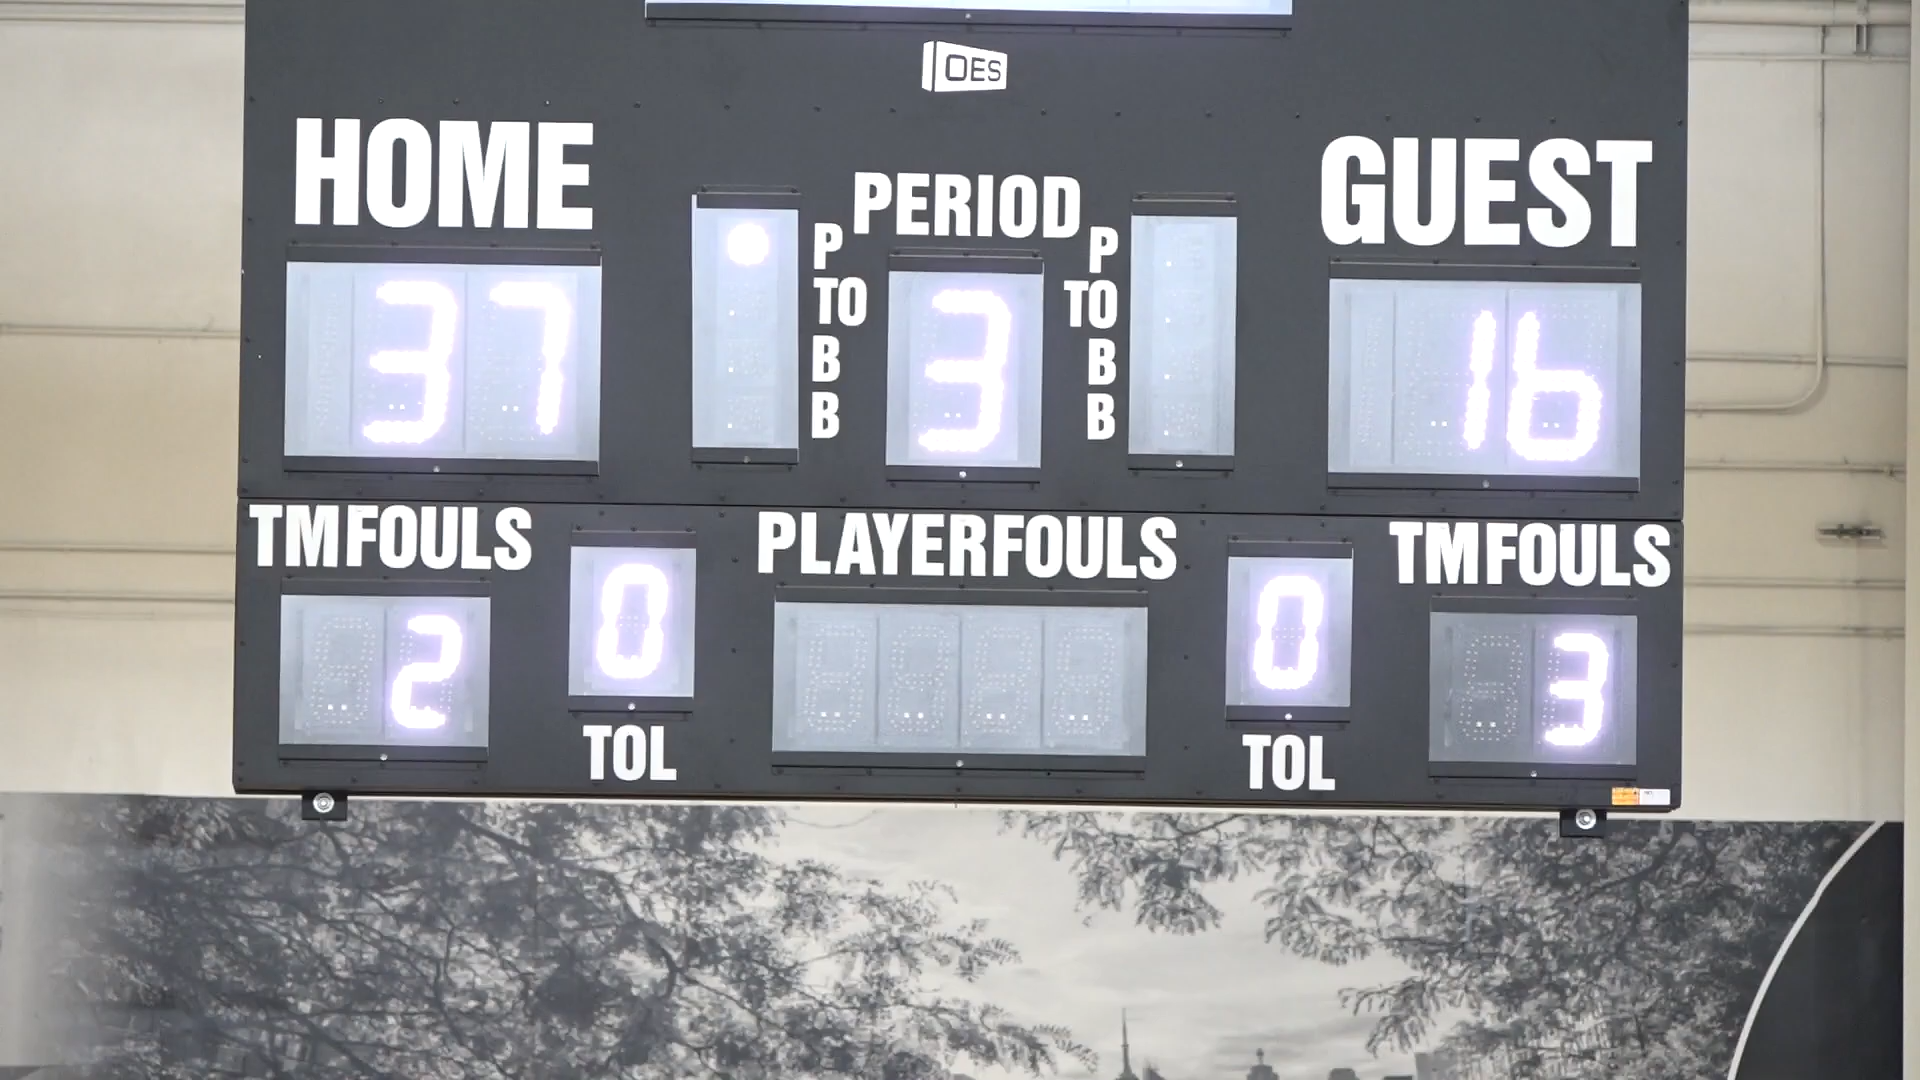 OES
HOME
PERIOD
GUEST
P
TO
B
B
P
TO
B
B
37
3
16
TMFOULS
PLAYERFOULS
TMFOULS
2
0
0
3
TOL
TOL